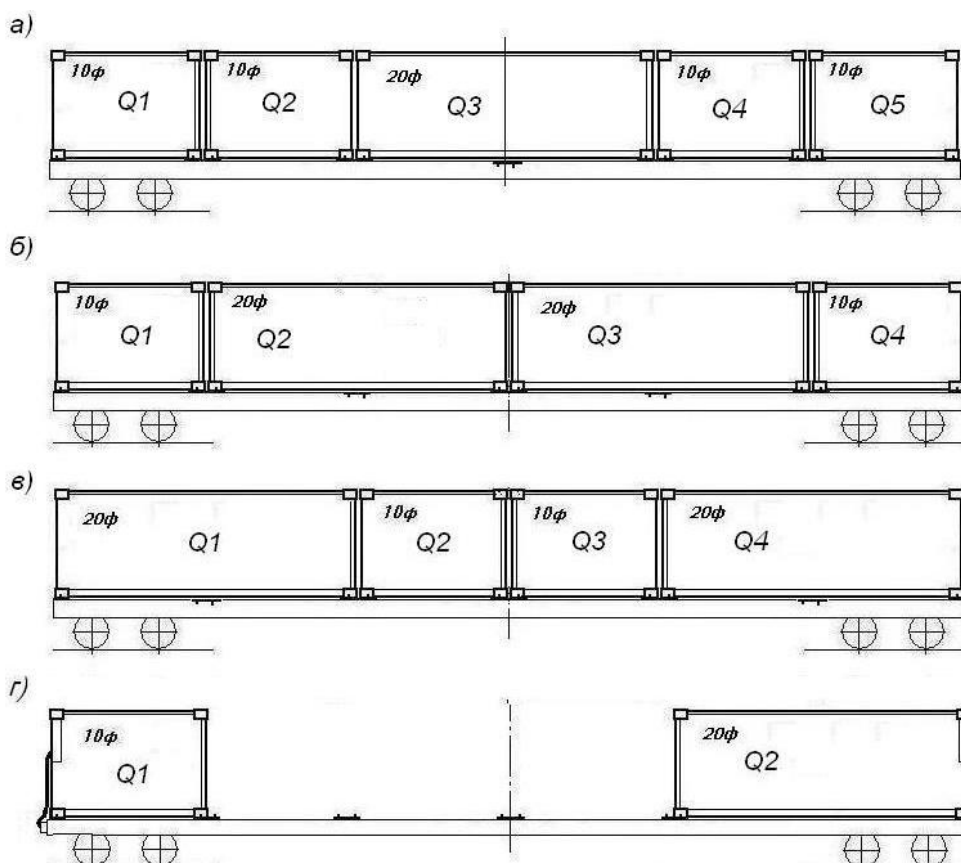 а)
10ф 10ф 20ф 10ф 10ф
Q1 Q2 Q3 Q4 Q5
б)
10ф 20ф 20ф 10ф
Q1 Q2 Q3 Q4
в)
20ф 10ф 10ф 20ф
Q1 Q2 Q3 Q4
г)
10ф 20ф
Q1 Q2